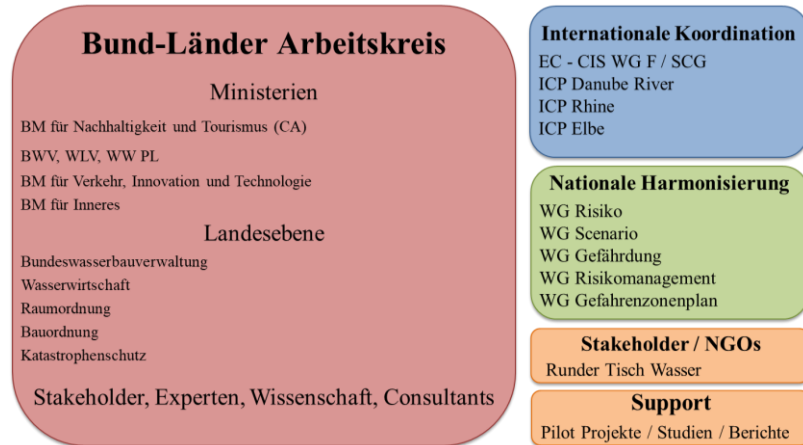 Bund-Länder Arbeitskreis
Ministerien
BM für Nachhaltigkeit und Tourismus (CA)
BWV, WLV, WW PL
BM für Verkehr, Innovation und Technologie
BM für Inneres
Landesebene
Bundeswasserbauverwaltung
Wasserwirtschaft
Raumordnung
Bauordnung
Katastrophenschutz
Stakeholder, Experten, Wissenschaft, Consultants
Internationale Koordination
EC - CIS WG F / SCG
ICP Danube River
ICP Rhine
ICP Elbe
Nationale Harmonisierung
WG Risiko
WG Scenario
WG Gefährdung
WG Risikomanagement
WG Gefahrenzonenplan
Stakeholder / NGOs
Runder Tisch Wasser
Support
Pilot Projekte / Studien / Berichte